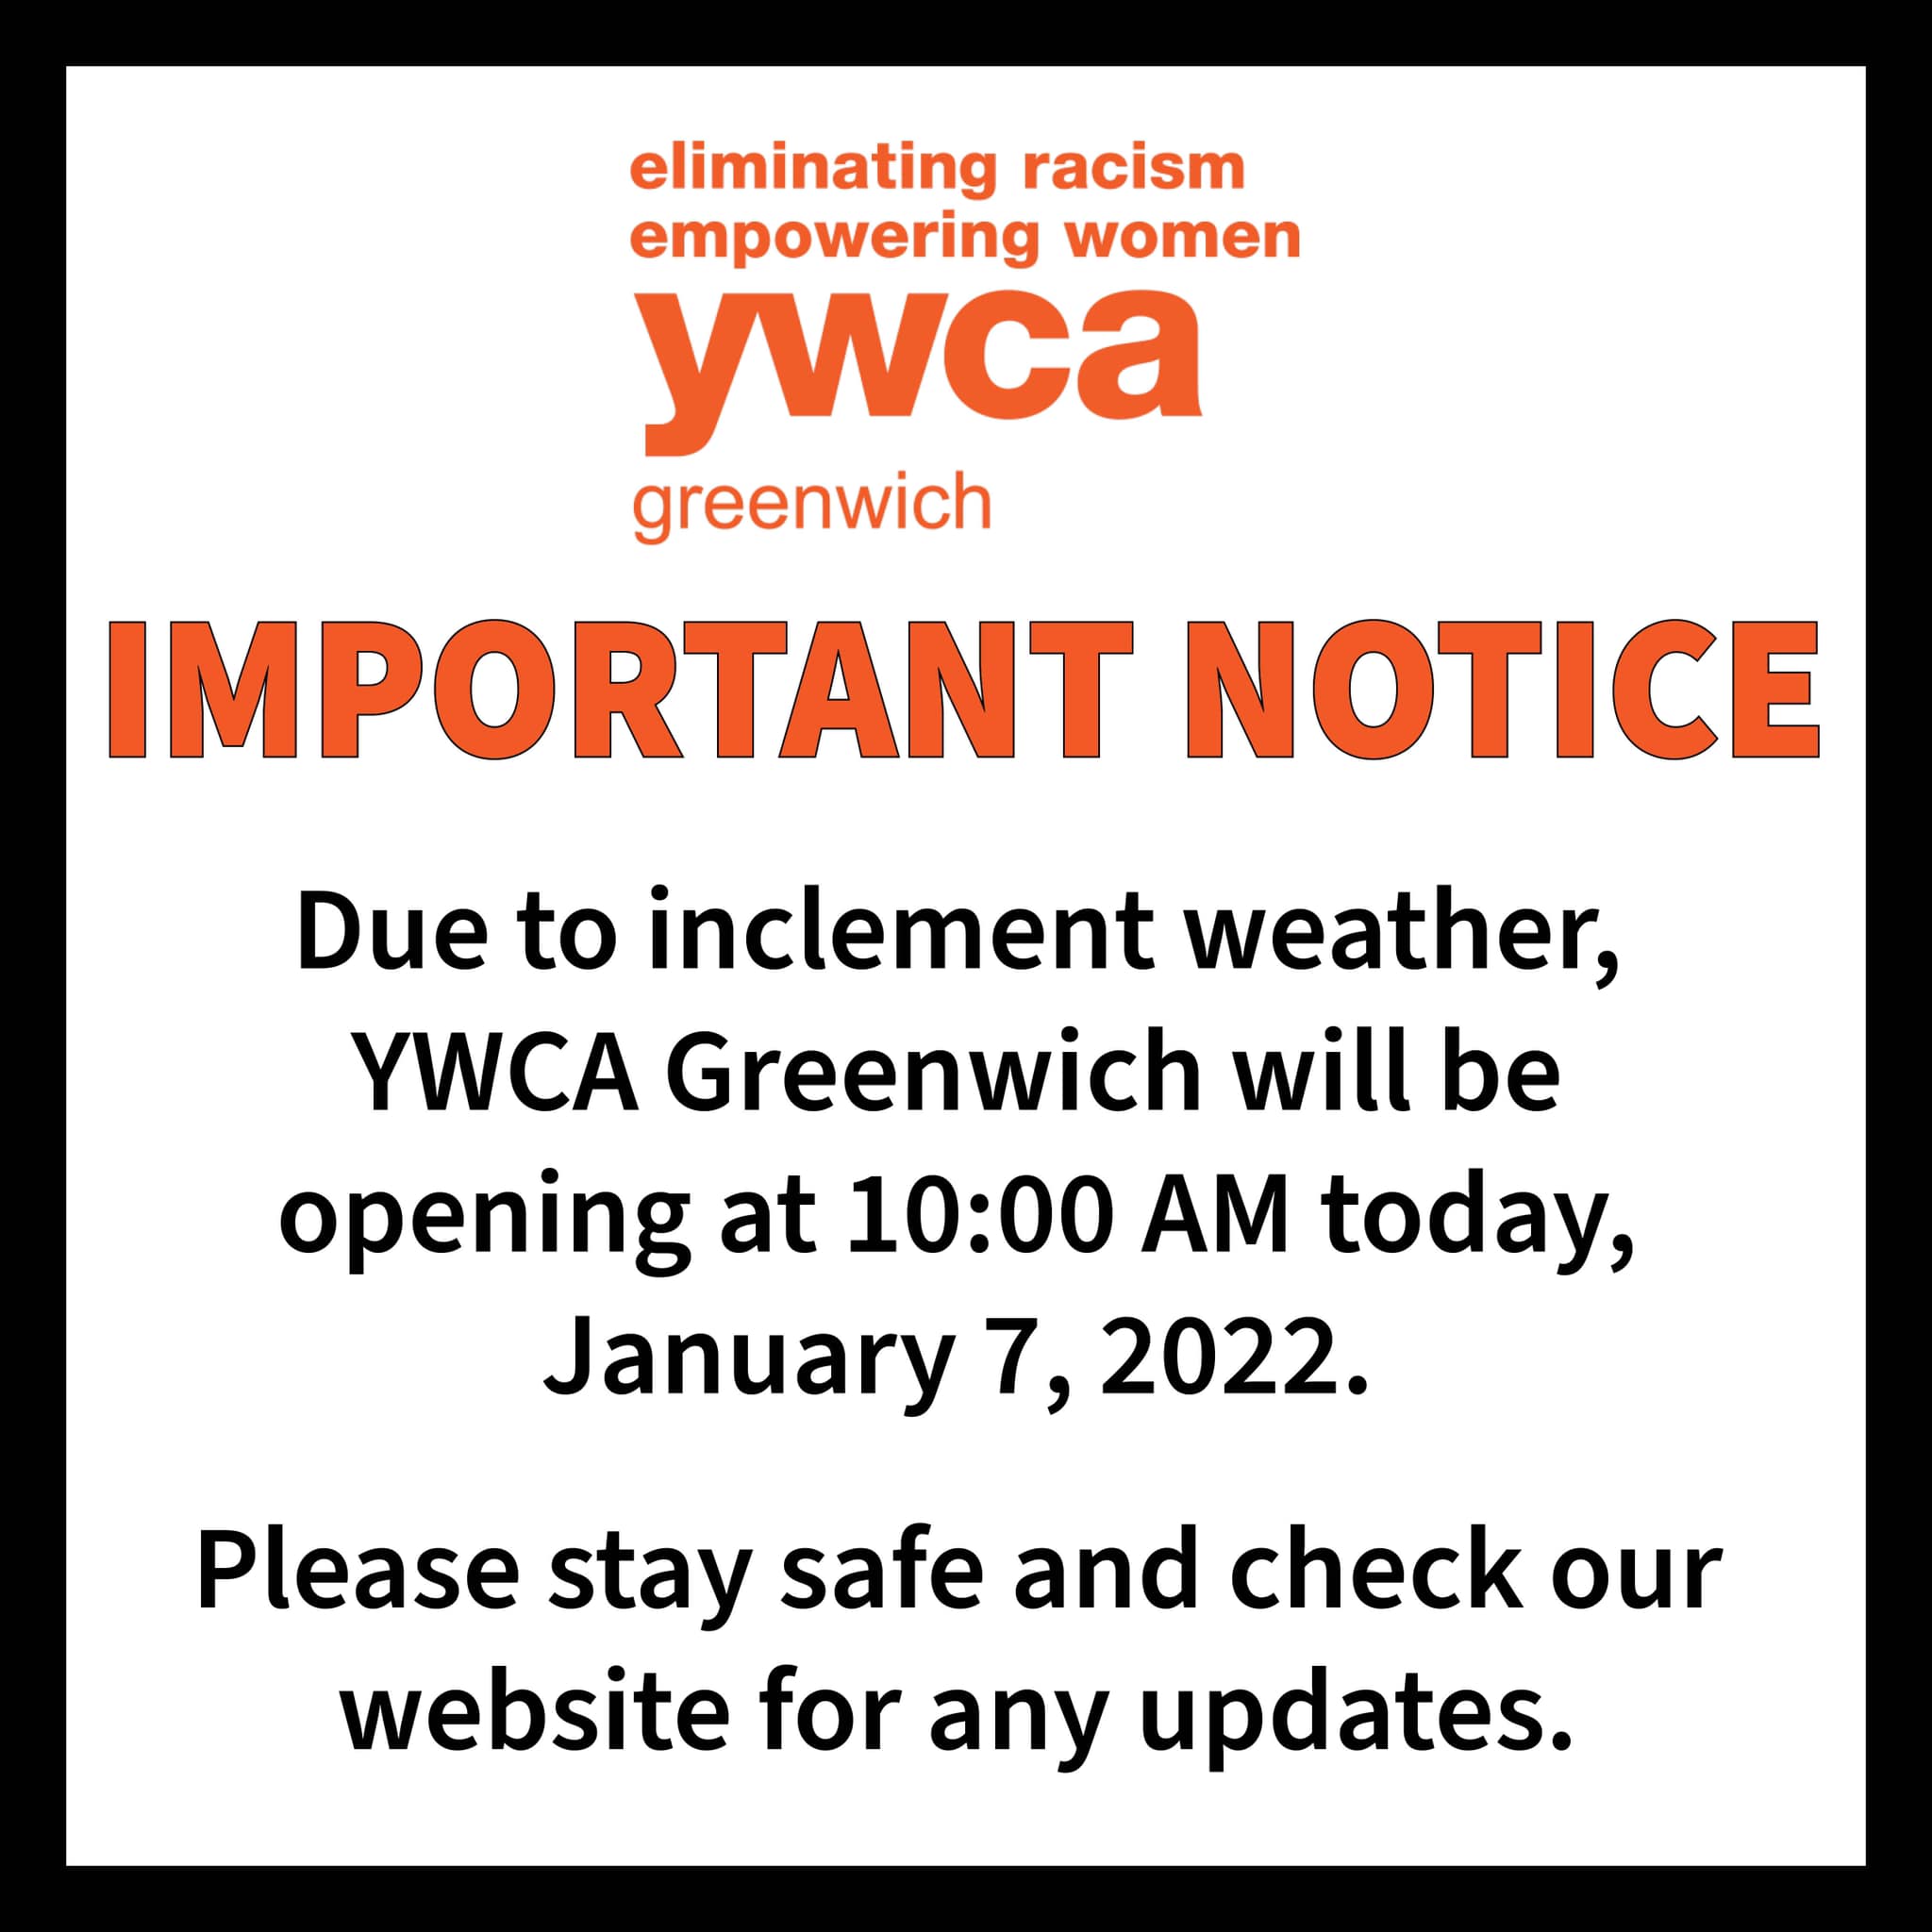 eliminating racism
empowering women
ywca
greenwich
IMPORTANT NOTICE
Due to inclement weather,
YWCA Greenwich will be
opening at 10:00 AM today,
January 7, 2022.
Please stay safe and check our
website for any updates.